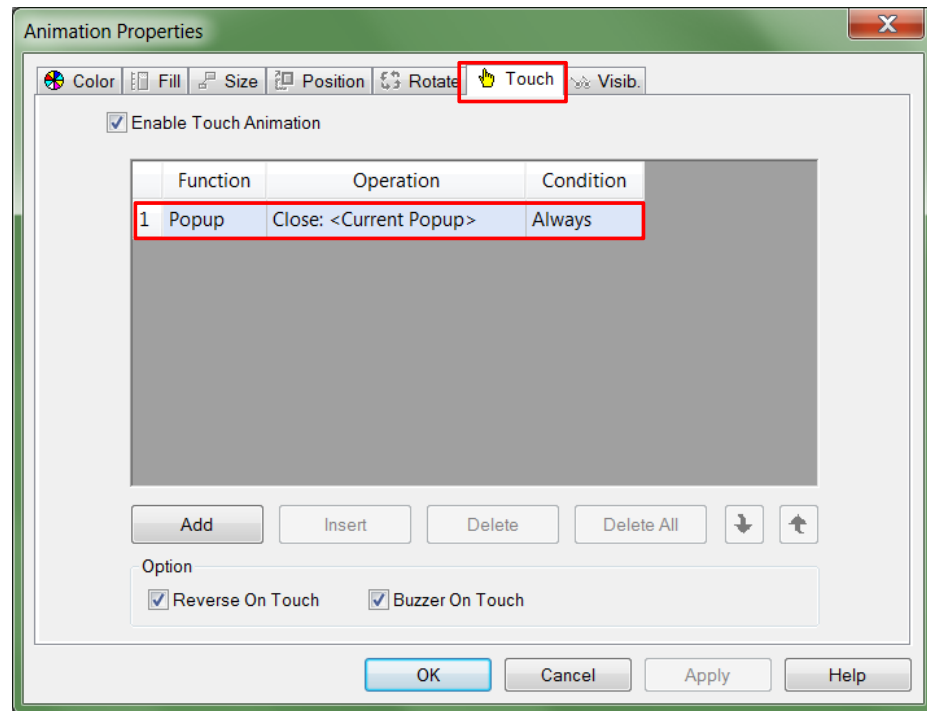 Animation Properties
X
Color Fill Size Position Rotate Touch Visib.
Enable Touch Animation
Function Operation Condition
1 Popup Close: <Current Popup> Always
Add Insert Delete Delete All
Option
Reverse On Touch Buzzer On Touch
OK Cancel Apply Help